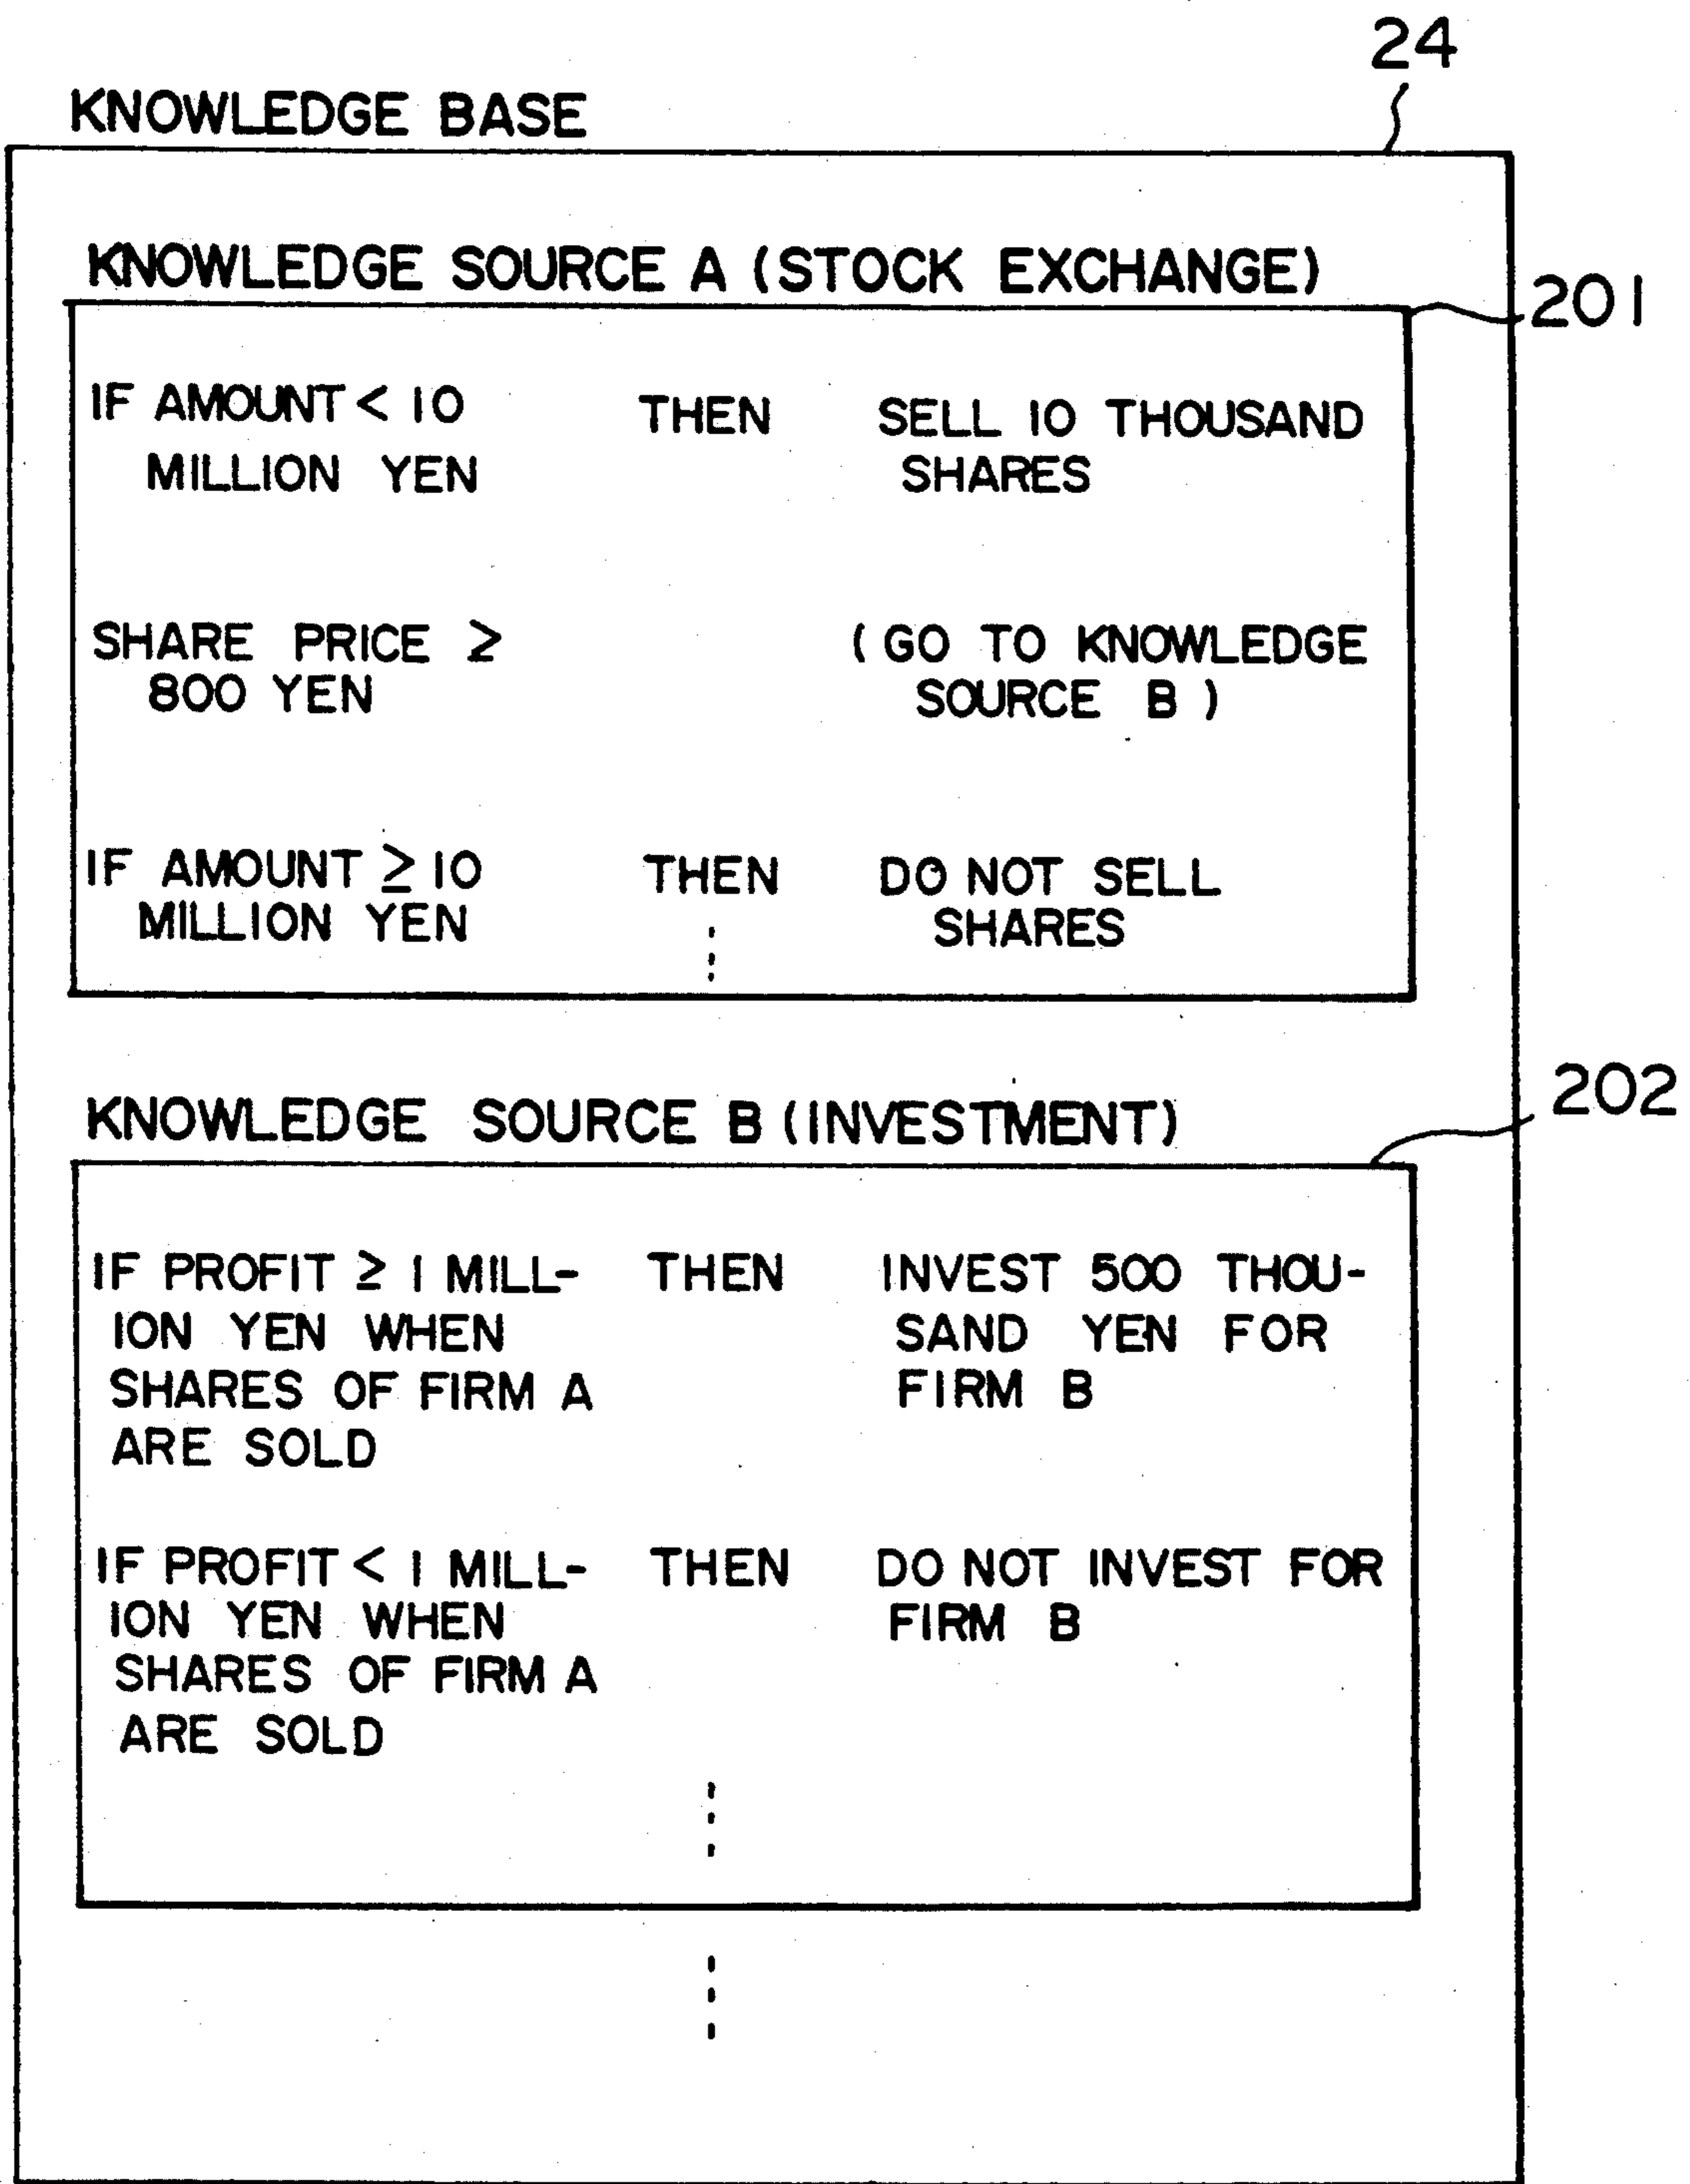 24
KNOWLEDGE BASE
KNOWLEDGE SOURCE A (STOCK EXCHANGE)
201
IF AMOUNT < 10 THEN SELL 10 THOUSAND
MILLION YEN SHARES
SHARE PRICE ≥ (GO TO KNOWLEDGE
800 YEN SOURCE B)
IF AMOUNT ≥ 10 THEN DO NOT SELL
MILLION YEN SHARES
KNOWLEDGE SOURCE B (INVESTMENT)
202
IF PROFIT ≥ 1 MILL- THEN INVEST 500 THOU-
ION YEN WHEN SAND YEN FOR
SHARES OF FIRM A FIRM B
ARE SOLD
IF PROFIT < 1 MILL- THEN DO NOT INVEST FOR
ION YEN WHEN FIRM B
SHARES OF FIRM A
ARE SOLD